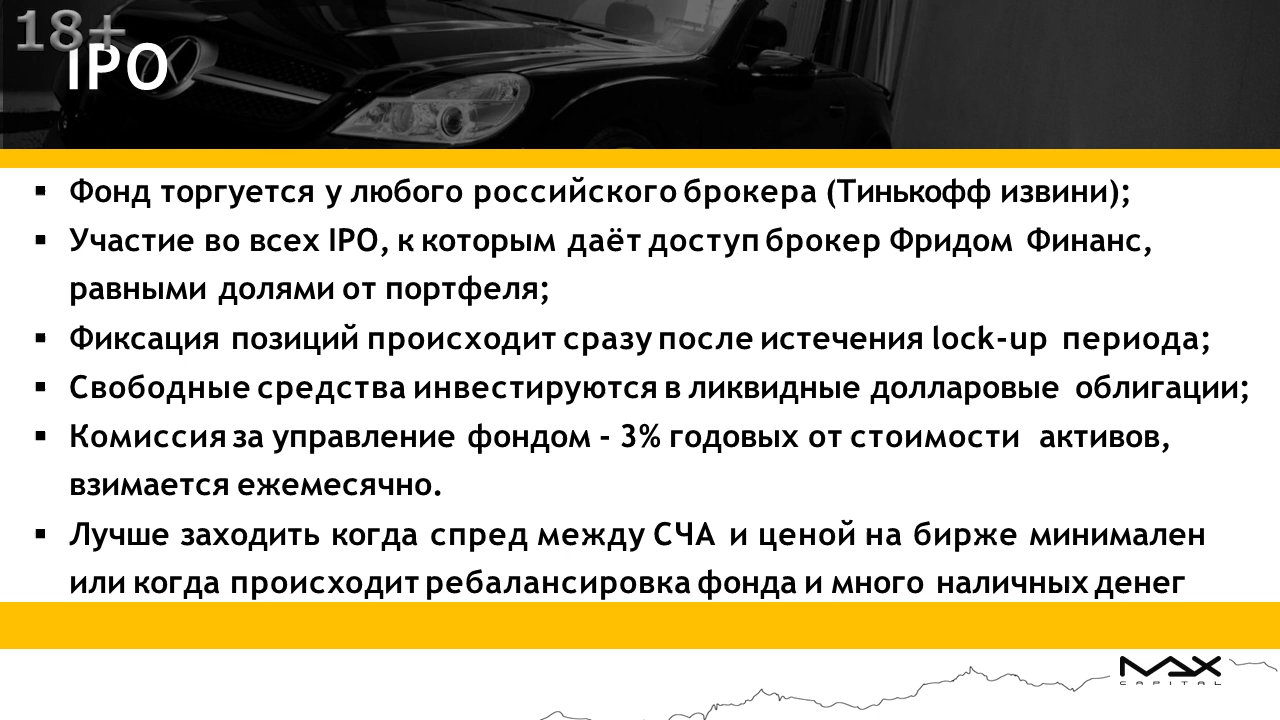 18+
IPO
▪ Фонд торгуется у любого российского брокера (Тинькофф извини);
▪ Участие во всех IPO, к которым даёт доступ брокер Фридом Финанс,
равными долями от портфеля;
▪ Фиксация позиций происходит сразу после истечения lock-up периода;
▪ Свободные средства инвестируются в ликвидные долларовые облигации;
▪ Комиссия за управление фондом - 3% годовых от стоимости активов,
взимается ежемесячно.
▪ Лучше заходить когда спред между СЧА и ценой на бирже минимален
или когда происходит ребалансировка фонда и много наличных денег
MAX
CAPITAL